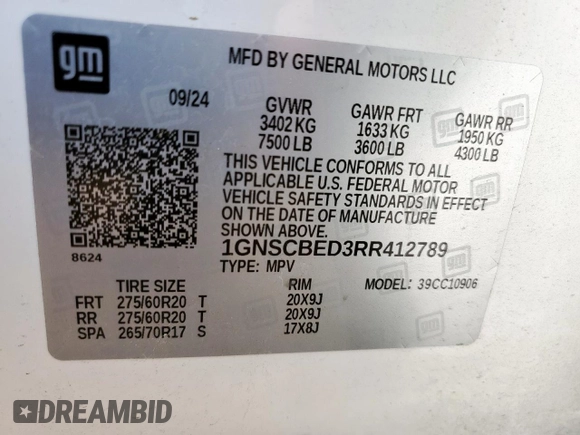 gm
MFD BY GENERAL MOTORS LLC
09/24
GVWR
3402 KG
7500 LB
GAWR FRT
1633 KG
3600 LB
GAWR RR
1950 KG
4300 LB
THIS VEHICLE CONFORMS TO ALL
APPLICABLE U.S. FEDERAL MOTOR
VEHICLE SAFETY STANDARDS IN EFFECT
ON THE DATE OF MANUFACTURE
SHOWN ABOVE.
8624
1GNSCBED3RR412789
TYPE: MPV
MODEL: 39CC10906
TIRE SIZE RIM
FRT 275/60R20 T 20X9J
RR 275/60R20 T 20X9J
SPA 265/70R17 S 17X8J
DREAMBID